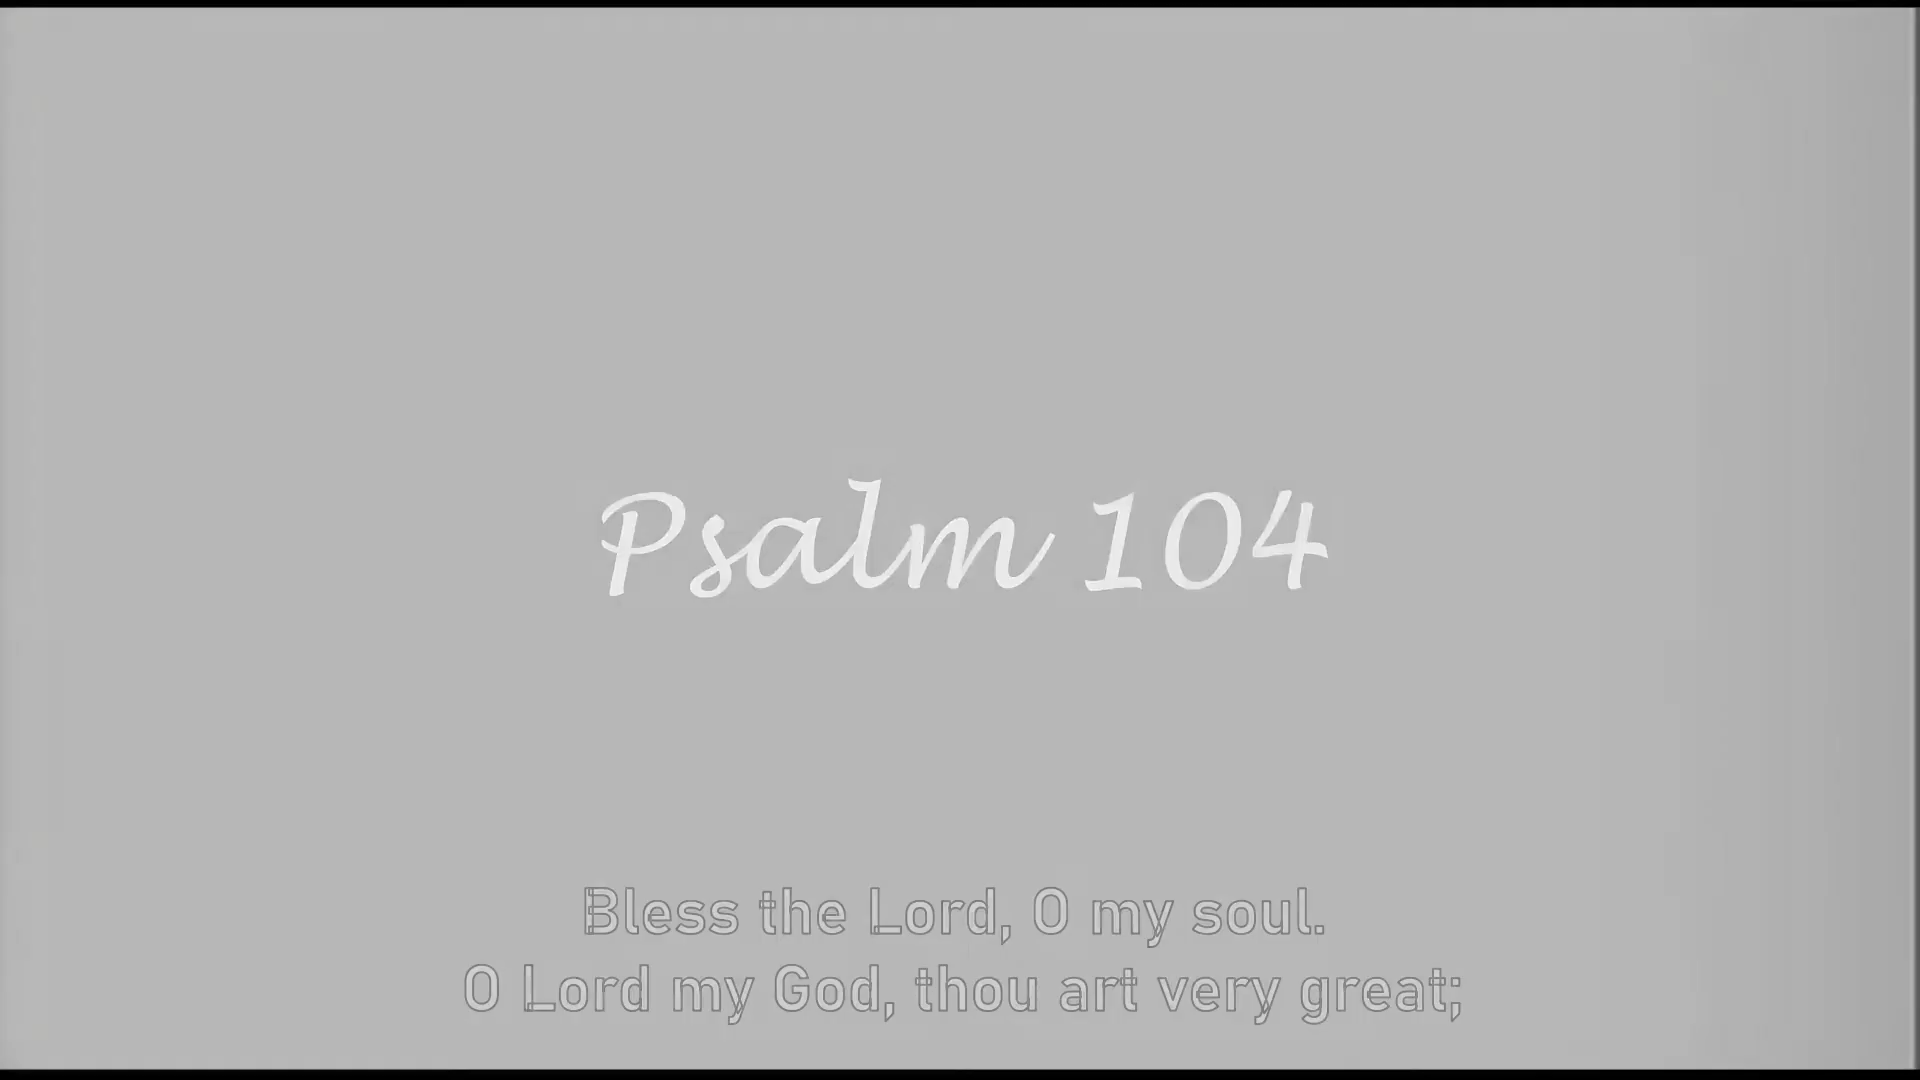 Psalm 104
Bless the Lord, O my soul.
O Lord my God, thou art very great;